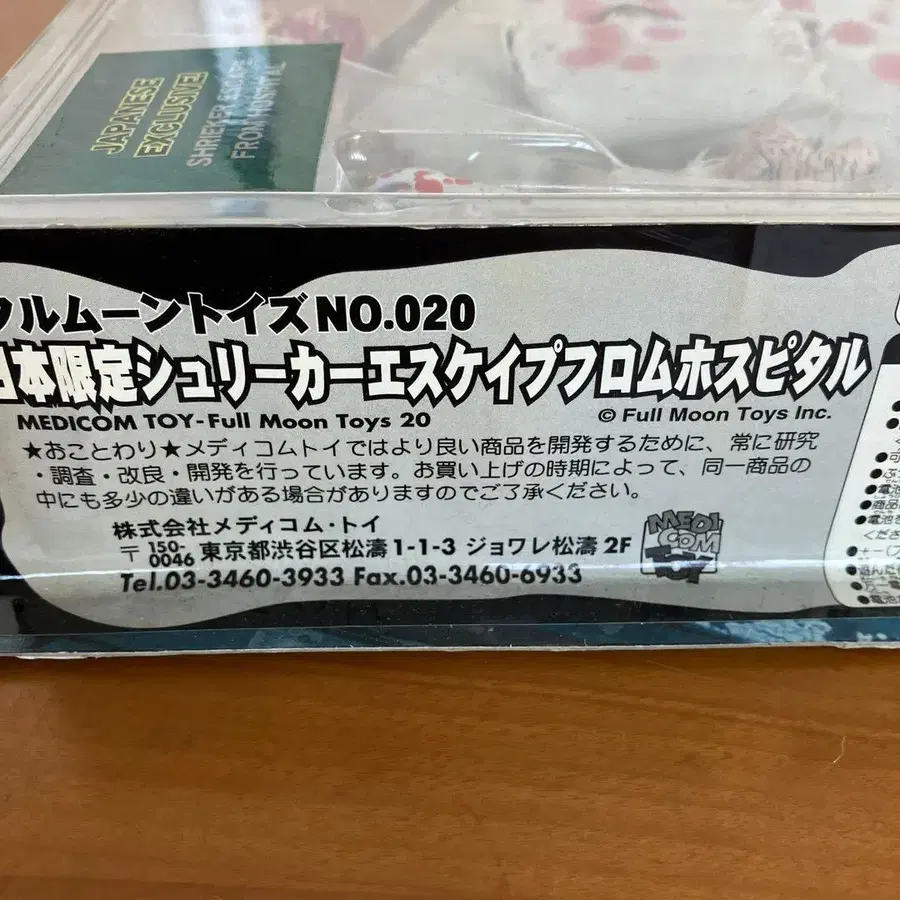 JAPANESE
EXCLUSIVE!
SHRIEKER ESCAPE
FROM HOSPITAL
フルムーントイズNO.020
日本限定シュリーカーエスケイプフロムホスピタル
MEDICOM TOY-Full Moon Toys 20
© Full Moon Toys Inc.
★おことわり★メディコムトイではより良い商品を開発するために、常に研究
・調査・改良・開発を行っています。お買い上げの時期によって、同一商品の
中にも多少の違いがある場合がありますのでご了承ください。
株式会社メディコム・トイ
〒150-0046 東京都渋谷区松濤1-1-3 ジョワレ松濤 2F
Tel.03-3460-3933 Fax.03-3460-6933
MEDI
COM
TOY